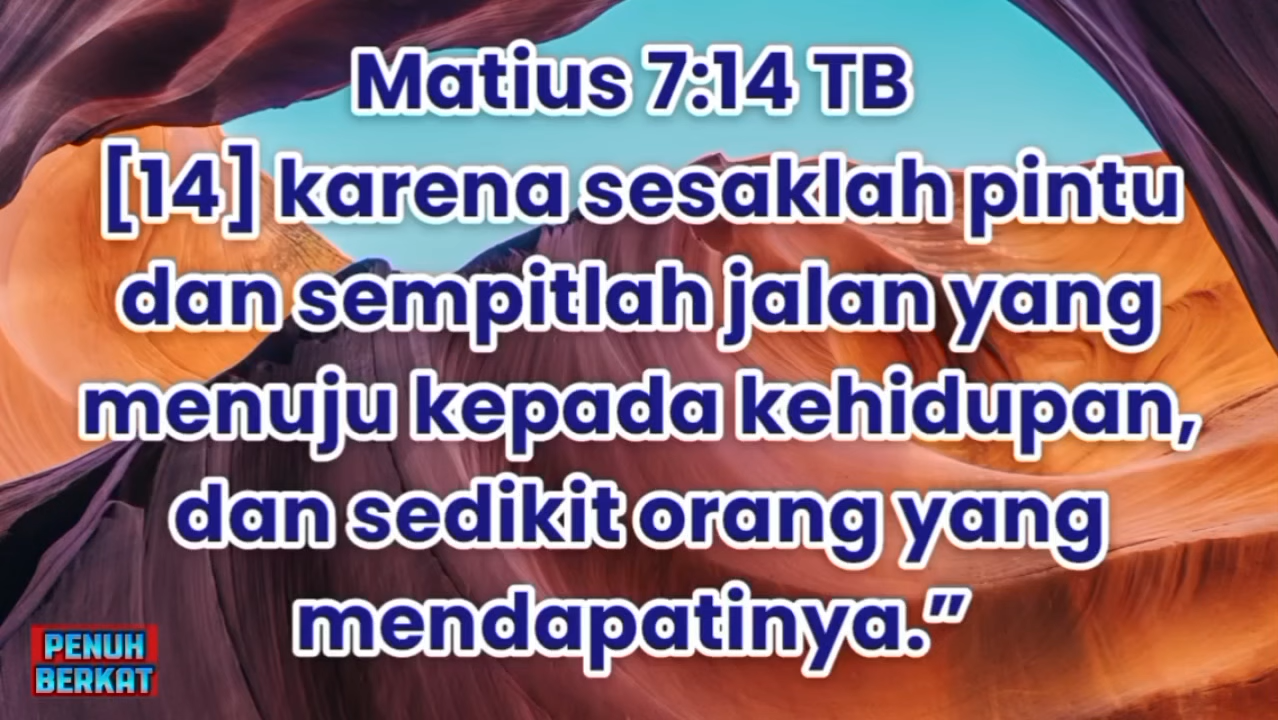 Matius 7:14 TB
[14] karena sesaklah pintu
dan sempitlah jalan yang
menuju kepada kehidupan,
dan sedikit orang yang
mendapatinya.”
PENUH
BERKAT